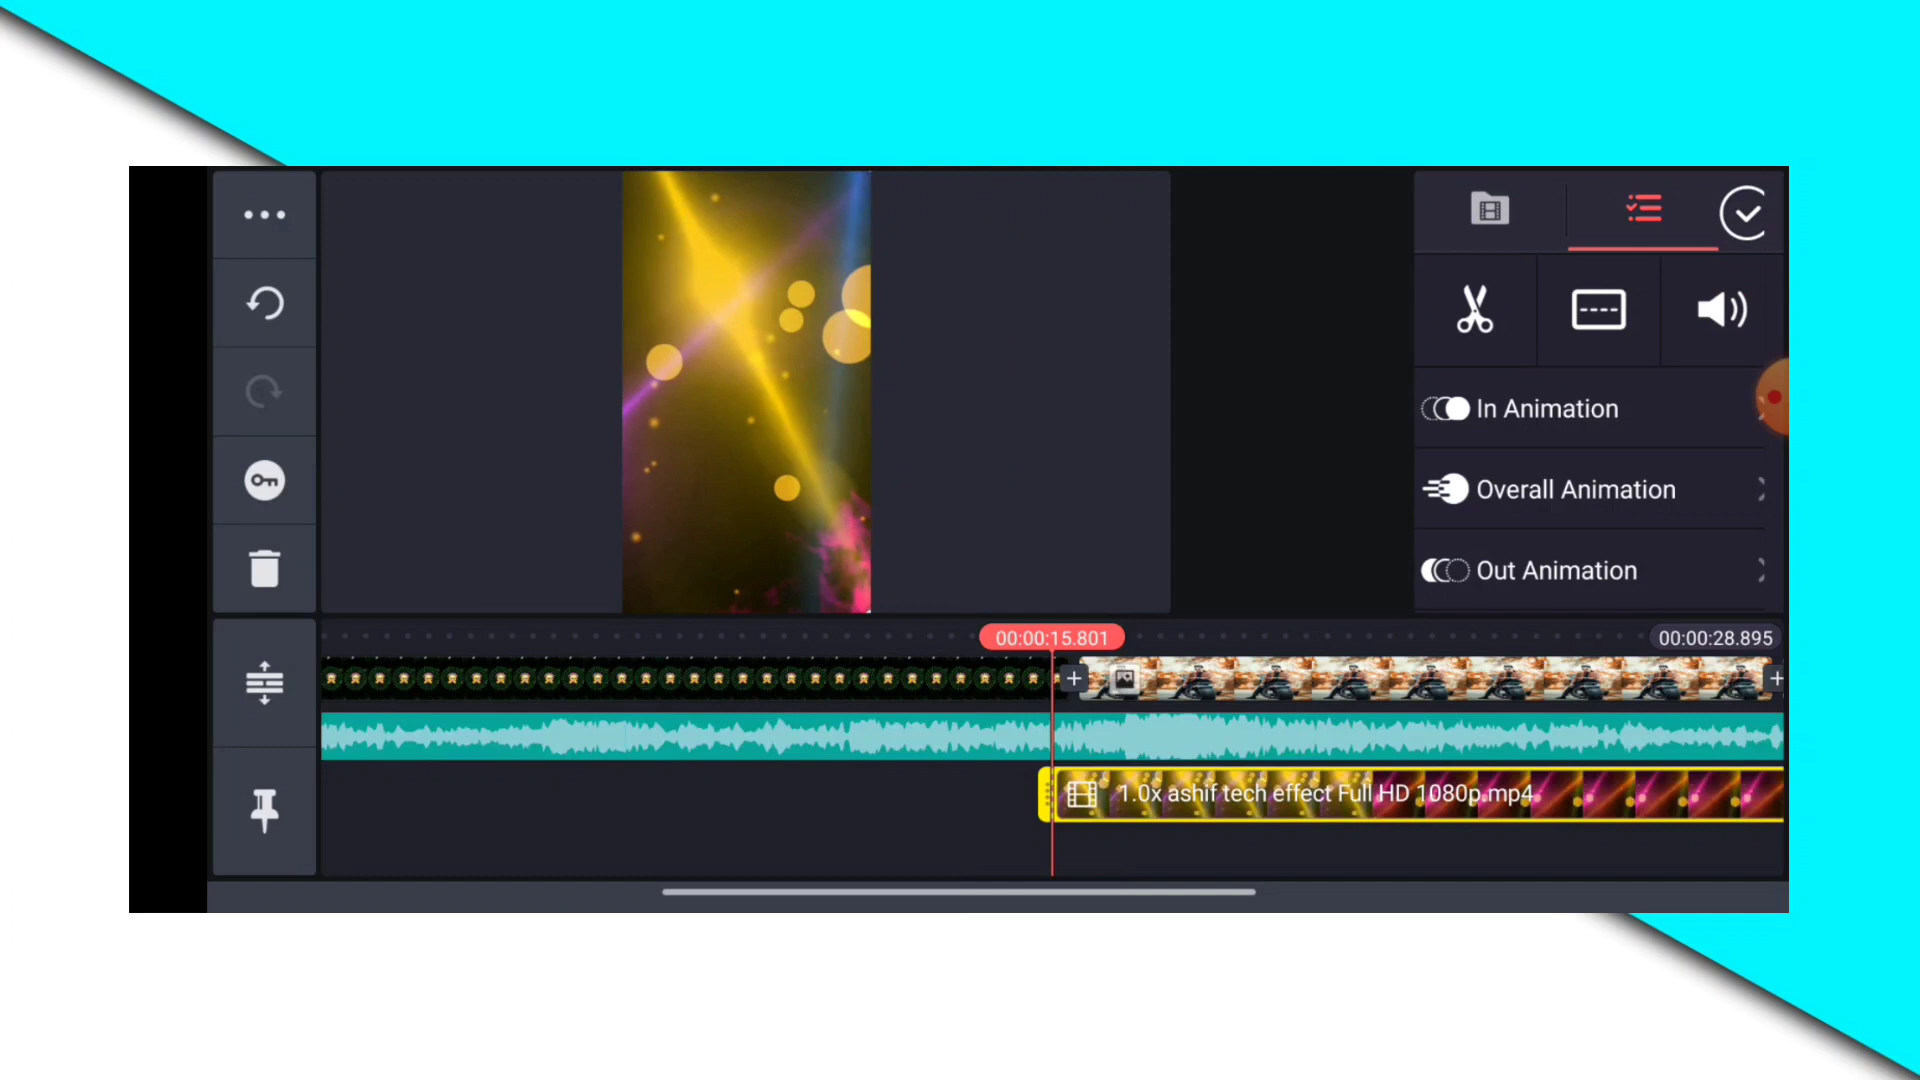 In Animation
Overall Animation
Out Animation
00:00:15.801
00:00:28.895
1.0x ashif tech effect Full HD 1080p.mp4